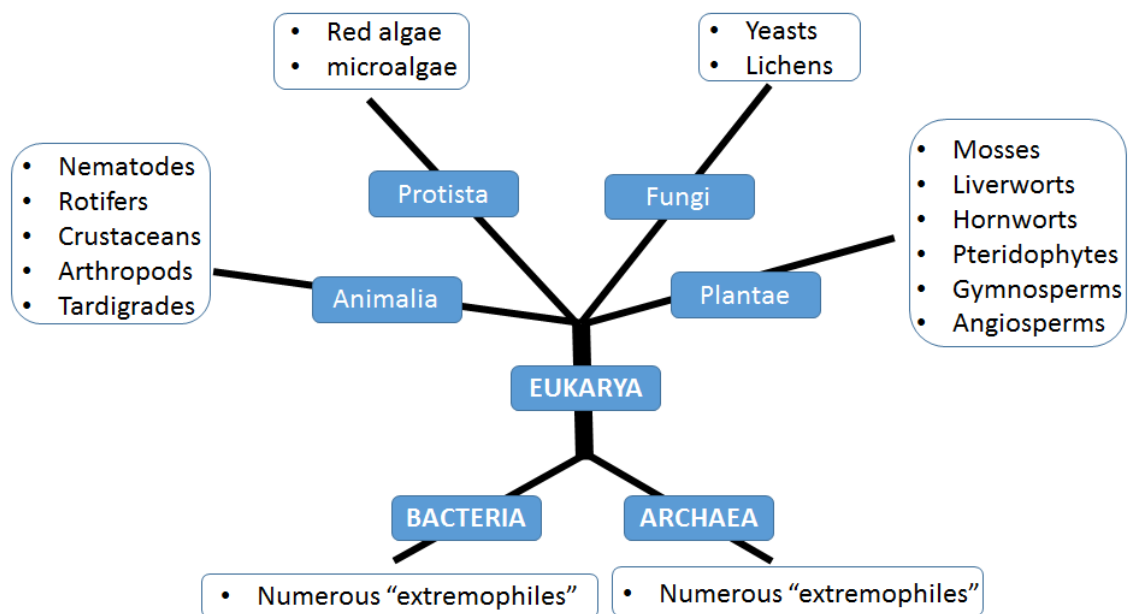 • Red algae
• microalgae
• Yeasts
• Lichens
• Nematodes
• Rotifers
• Crustaceans
• Arthropods
• Tardigrades
Protista
Fungi
• Mosses
• Liverworts
• Hornworts
• Pteridophytes
• Gymnosperms
• Angiosperms
Animalia
Plantae
EUKARYA
BACTERIA
ARCHAEA
• Numerous “extremophiles”
• Numerous “extremophiles”